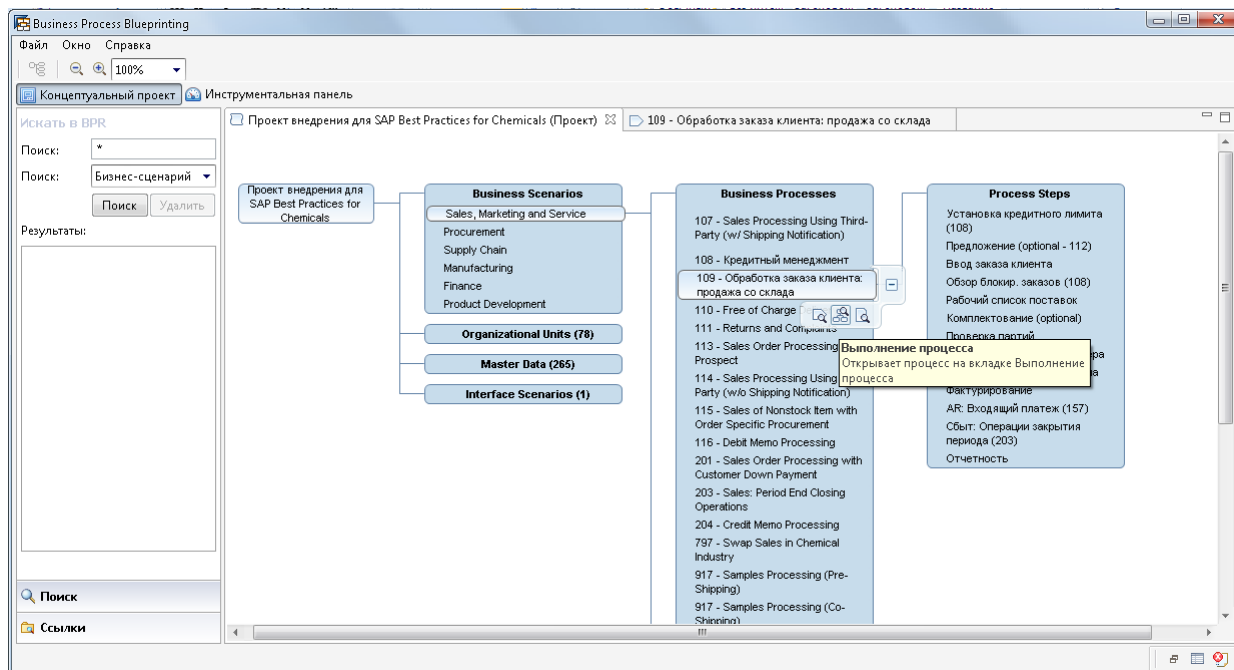 Business Process Blueprinting
Файл Окно Справка
100%
Концептуальный проект Инструментальная панель
Искать в BPR
Поиск: *
Поиск: Бизнес-сценарий
Поиск Удалить
Результаты:
Поиск
Ссылки
Проект внедрения для SAP Best Practices for Chemicals (Проект) 109 - Обработка заказа клиента: продажа со склада
Проект внедрения для
SAP Best Practices for
Chemicals
Business Scenarios
Sales, Marketing and Service
Procurement
Supply Chain
Manufacturing
Finance
Product Development
Organizational Units (78)
Master Data (265)
Interface Scenarios (1)
Business Processes
107 - Sales Processing Using Third-
Party (w/ Shipping Notification)
108 - Кредитный менеджмент
109 - Обработка заказа клиента:
продажа со склада
110 - Free of Charge
111 - Returns and Complaints
113 - Sales Order Processing
Prospect
114 - Sales Processing Using
Party (w/o Shipping Notification)
115 - Sales of Nonstock Item with
Order Specific Procurement
116 - Debit Memo Processing
201 - Sales Order Processing with
Customer Down Payment
203 - Sales: Period End Closing
Operations
204 - Credit Memo Processing
797 - Swap Sales in Chemical
Industry
917 - Samples Processing (Pre-
Shipping)
917 - Samples Processing (Co-
Shipping)
Выполнение процесса
Открывает процесс на вкладке Выполнение
процесса
Process Steps
Установка кредитного лимита
(108)
Предложение (optional - 112)
Ввод заказа клиента
Обзор блокир. заказов (108)
Рабочий список поставок
Комплектование (optional)
Проверка партий
Фактурирование
AR: Входящий платеж (157)
Сбыт: Операции закрытия
периода (203)
Отчетность